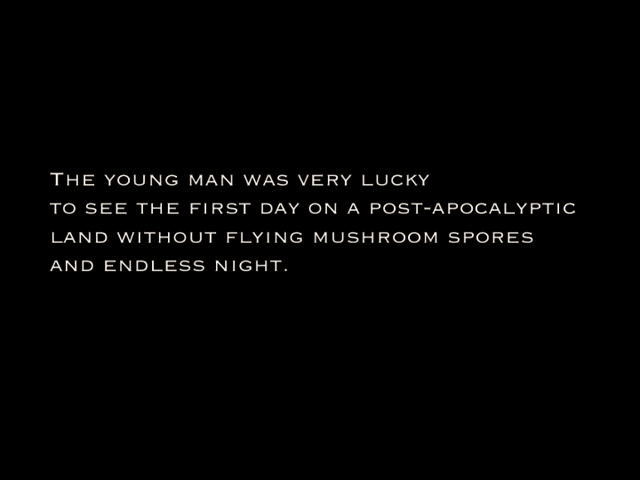 The young man was very lucky
to see the first day on a post-apocalyptic
land without flying mushroom spores
and endless night.